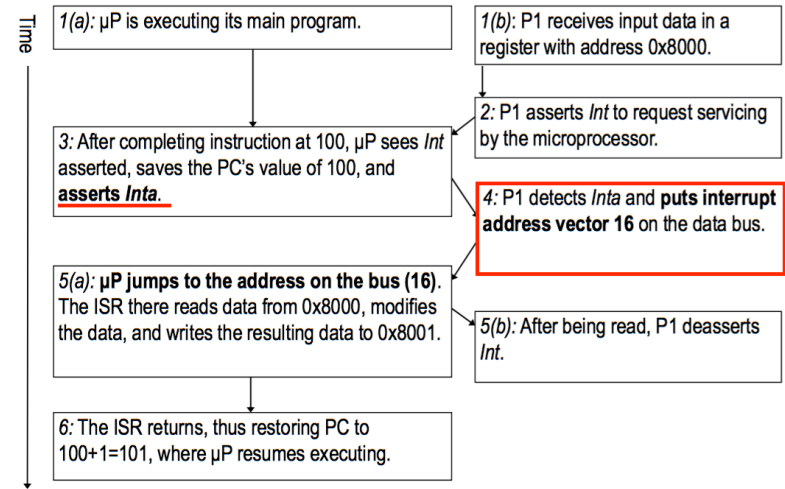 Time
1(a): µP is executing its main program.
1(b): P1 receives input data in a
register with address 0x8000.
2: P1 asserts Int to request servicing
by the microprocessor.
3: After completing instruction at 100, µP sees Int
asserted, saves the PC's value of 100, and
asserts Inta.
4: P1 detects Inta and puts interrupt
address vector 16 on the data bus.
5(a): µP jumps to the address on the bus (16).
The ISR there reads data from 0x8000, modifies
the data, and writes the resulting data to 0x8001.
5(b): After being read, P1 deasserts
Int.
6: The ISR returns, thus restoring PC to
100+1=101, where µP resumes executing.